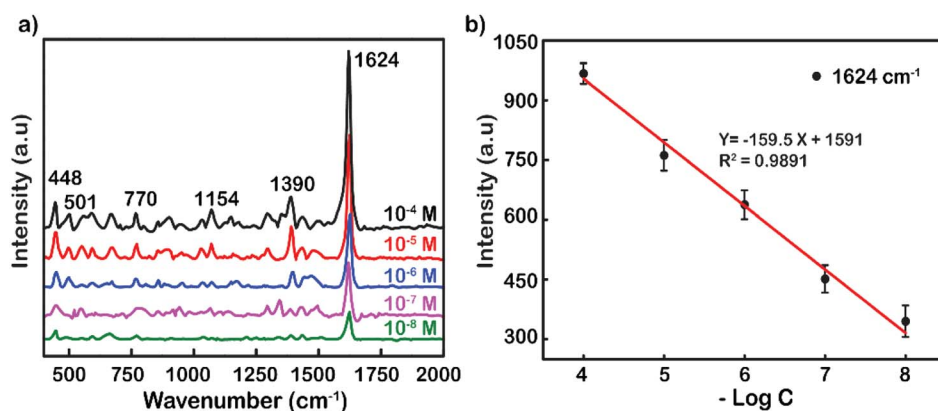 a)
Intensity (a.u)
1624
448
501
770
1154
1390
10⁻⁴ M
10⁻⁵ M
10⁻⁶ M
10⁻⁷ M
10⁻⁸ M
500 750 1000 1250 1500 1750 2000
Wavenumber (cm⁻¹)
b)
Intensity (a.u)
1050
900
750
600
450
300
1624 cm⁻¹
Y= -159.5 X + 1591
R² = 0.9891
4 5 6 7 8
- Log C